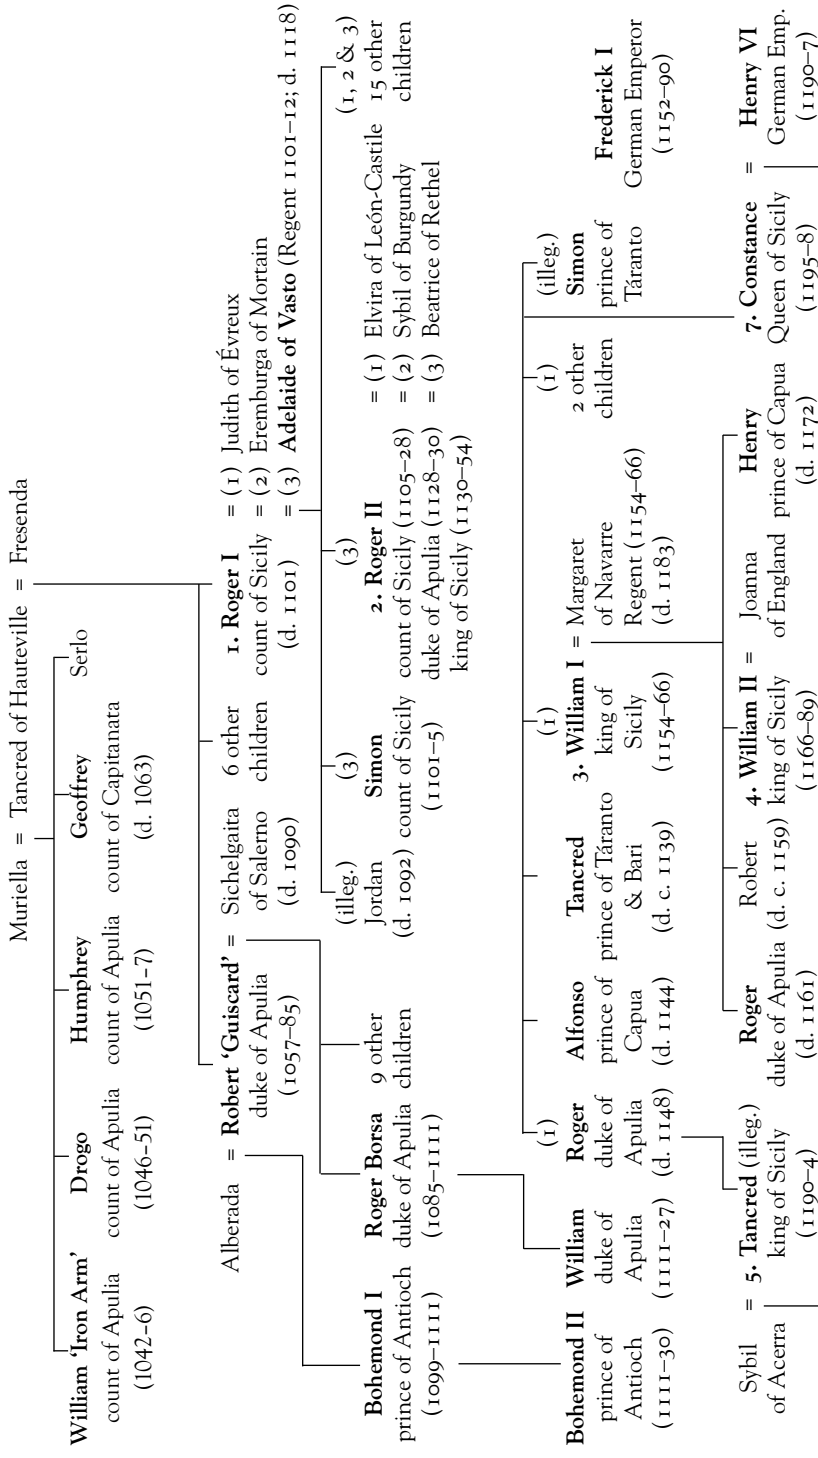 Muriella = Tancred of Hauteville = Fresenda
William ‘Iron Arm’
count of Apulia
(1042–6)
Drogo
count of Apulia
(1046–51)
Humphrey
count of Apulia
(1051–7)
Geoffrey
count of Capitanata
(d. 1063)
Serlo
Alberada = Robert ‘Guiscard’ = Sichelgaita
duke of Apulia
(1057–85)
of Salerno
(d. 1090)
6 other
children
1. Roger I
count of Sicily
(d. 1101)
= (1) Judith of Évreux
= (2) Eremburga of Mortain
= (3) Adelaide of Vasto (Regent 1101–12; d. 1118)
Bohemond I
prince of Antioch
(1099–1111)
Roger Borsa
duke of Apulia
(1085–1111)
9 other
children
(illeg.)
Jordan
(d. 1092)
(3)
Simon
count of Sicily
(1101–5)
(3)
2. Roger II
count of Sicily (1105–28)
duke of Apulia (1128–30)
king of Sicily (1130–54)
= (1) Elvira of León-Castile
= (2) Sybil of Burgundy
= (3) Beatrice of Rethel
(1, 2 & 3)
15 other
children
Bohemond II
prince of
Antioch
(1111–30)
William
duke of
Apulia
(1111–27)
(1)
Roger
duke of
Apulia
(d. 1148)
Alfonso
prince of
Capua
(d. 1144)
Tancred
prince of Táranto
& Bari
(d. c. 1139)
(1)
3. William I = Margaret
king of
Sicily
(1154–66)
of Navarre
Regent (1154–66)
(d. 1183)
(1)
2 other
children
(illeg.)
Simon
prince of
Táranto
Frederick I
German Emperor
(1152–90)
Sybil = 5. Tancred (illeg.)
of Acerra
king of Sicily
(1190–4)
Roger
duke of Apulia
(d. 1161)
Robert
(d. c. 1159)
4. William II = Joanna
king of Sicily
(1166–89)
of England
Henry
prince of Capua
(d. 1172)
7. Constance = Henry VI
Queen of Sicily
(1195–8)
German Emp.
(1190–7)